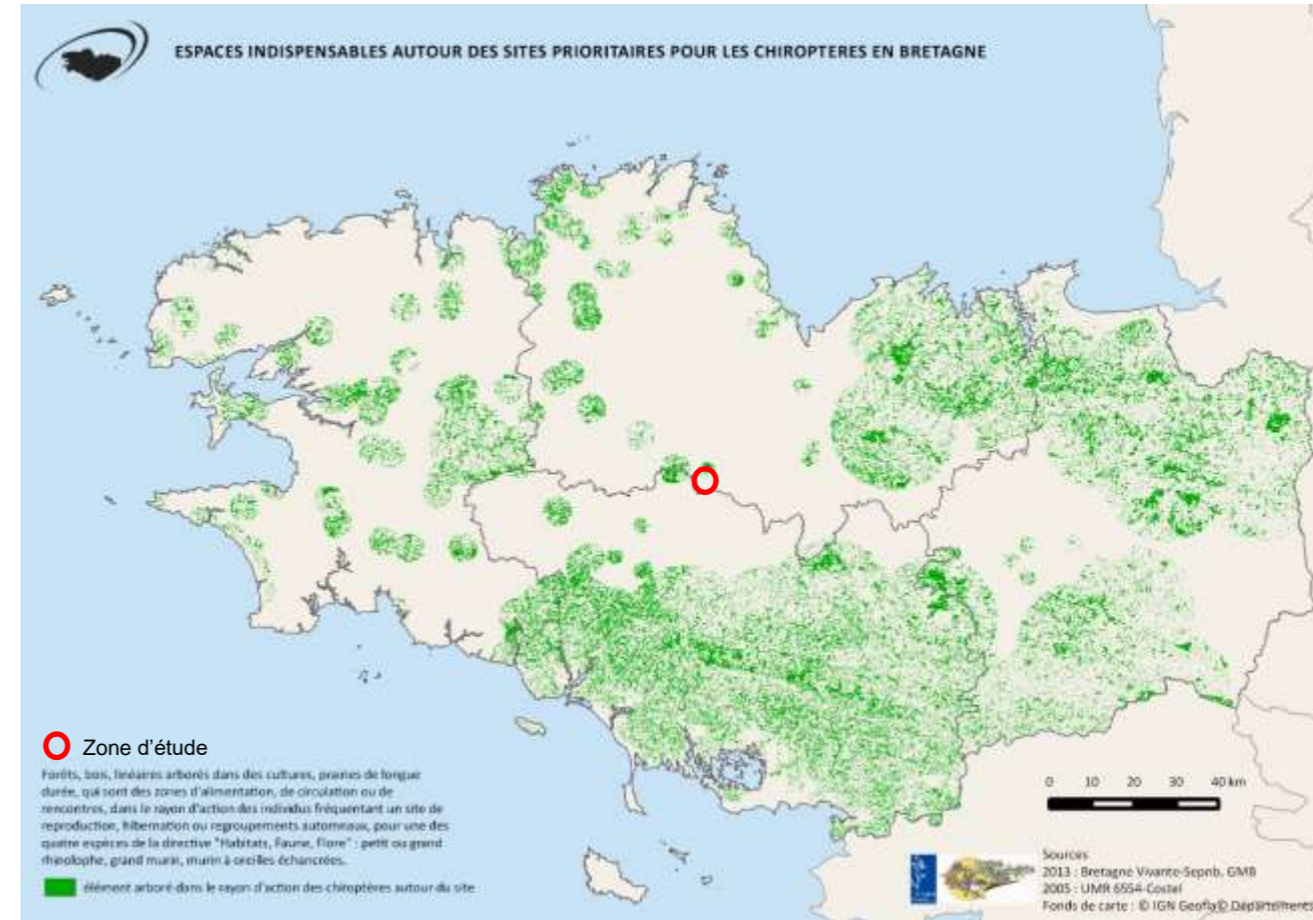 ESPACES INDISPENSABLES AUTOUR DES SITES PRIORITAIRES POUR LES CHIROPTERES EN BRETAGNE
Zone d'étude
Forêts, bois, linéaires arborés dans des cultures, prairies de longue
durée, qui sont des zones d'alimentation, de circulation ou de
rencontres, dans le rayon d'action des individus fréquentant un site de
reproduction, hibernation ou regroupements automnaux, pour une des
quatre espèces de la directive "Habitats, Faune, Flore" : petit ou grand
rhinolophe, grand murin, murin à oreilles échancrées.
élément arboré dans le rayon d'action des chiroptères autour du site
0 10 20 30 40 km
Sources
2013 : Bretagne Vivante-Sepnb, GMB
2005 : UMR 6554-Costel
Fonds de carte : © IGN Geofla© Départements